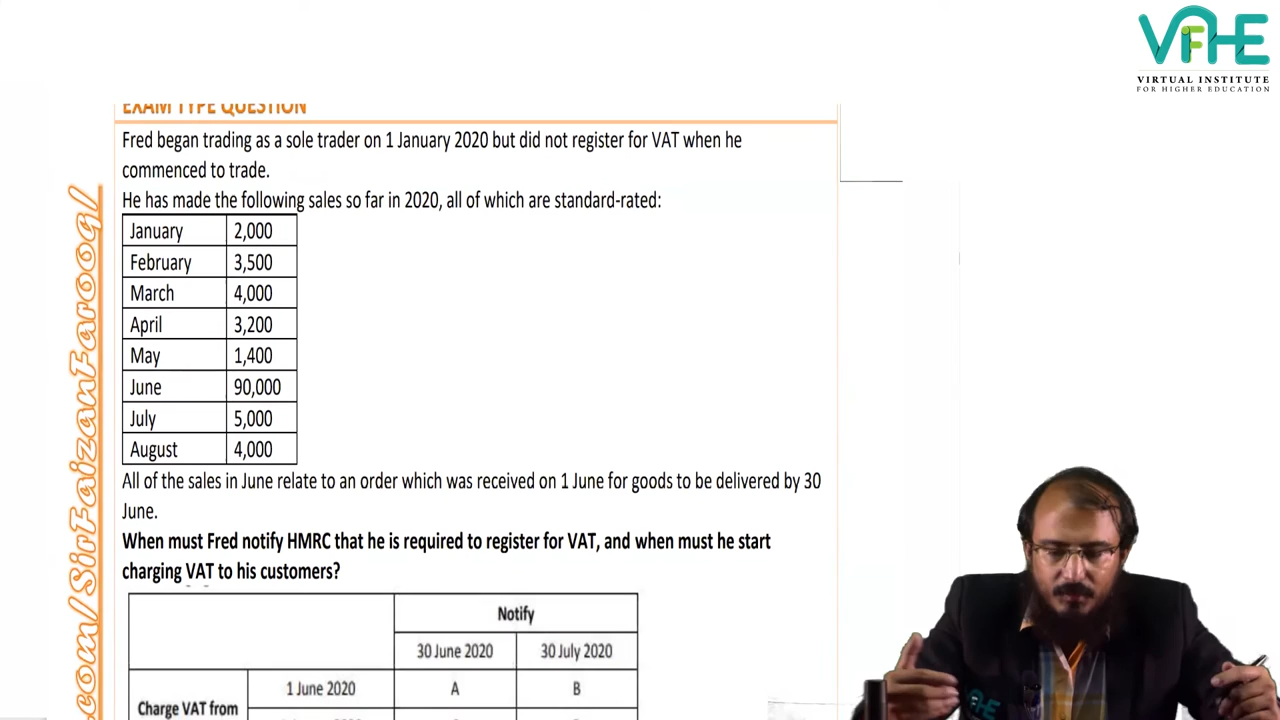 VIFHE
VIRTUAL INSTITUTE
FOR HIGHER EDUCATION
EXAM TYPE QUESTION
Fred began trading as a sole trader on 1 January 2020 but did not register for VAT when he
commenced to trade.
He has made the following sales so far in 2020, all of which are standard-rated:
January 2,000
February 3,500
March 4,000
April 3,200
May 1,400
June 90,000
July 5,000
August 4,000
All of the sales in June relate to an order which was received on 1 June for goods to be delivered by 30
June.
When must Fred notify HMRC that he is required to register for VAT, and when must he start
charging VAT to his customers?
Notify
30 June 2020 30 July 2020
Charge VAT from 1 June 2020 A B
.com/SirFaizanFarooq/